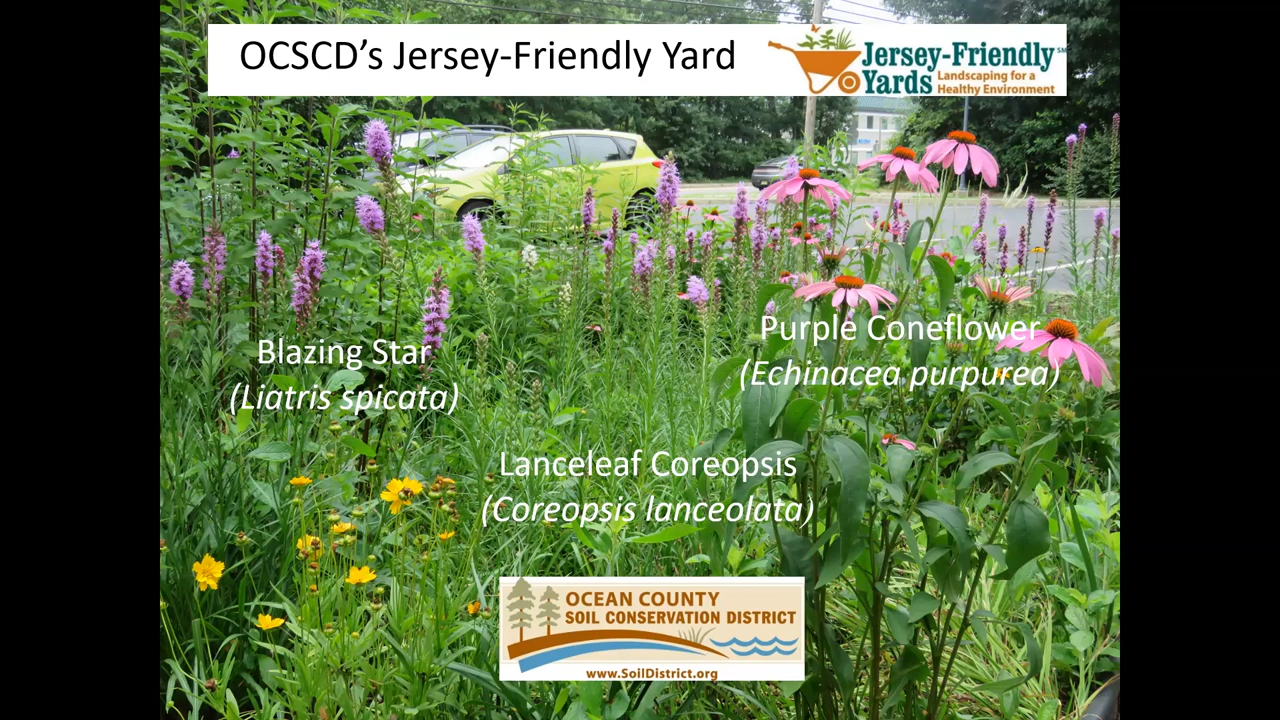 OCSCD’s Jersey-Friendly Yard
Jersey-Friendly
Yards
SM
Landscaping for a
Healthy Environment
Purple Coneflower
(Echinacea purpurea)
Blazing Star
(Liatris spicata)
Lanceleaf Coreopsis
(Coreopsis lanceolata)
OCEAN COUNTY
SOIL CONSERVATION DISTRICT
www.SoilDistrict.org